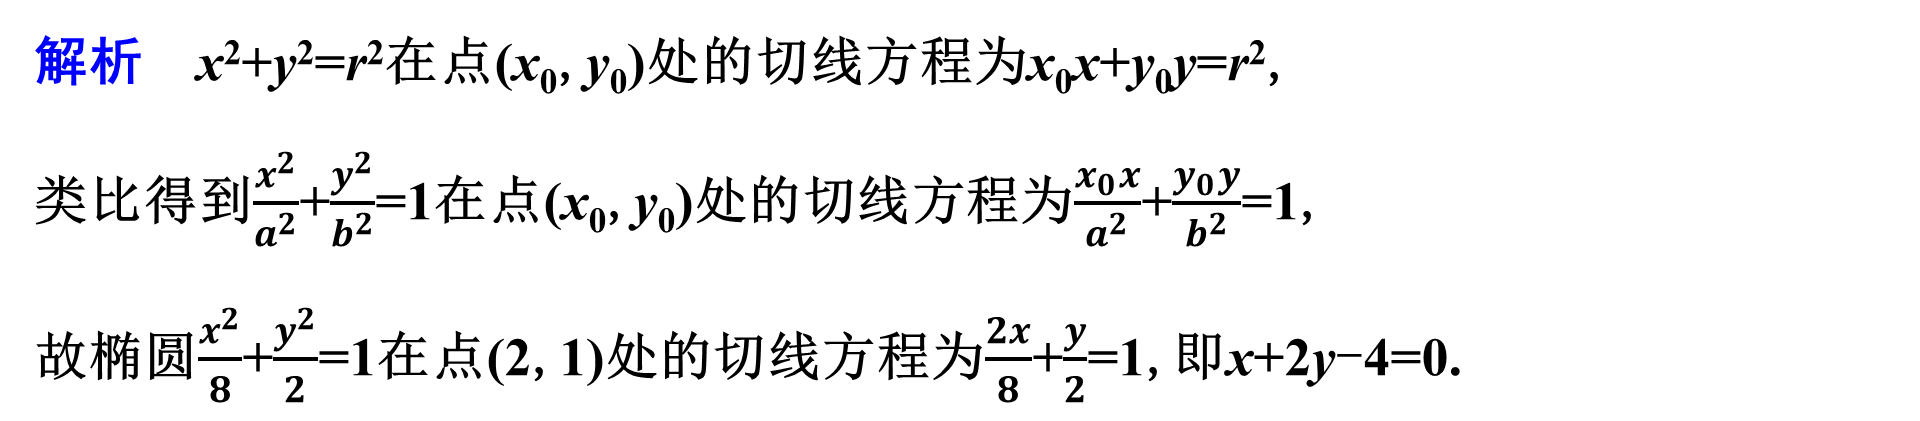 解析 x²+y²=r²在点(x₀, y₀)处的切线方程为x₀x+y₀y=r²,
类比得到x²/a²+y²/b²=1在点(x₀, y₀)处的切线方程为x₀x/a²+y₀y/b²=1,
故椭圆x²/8+y²/2=1在点(2, 1)处的切线方程为2x/8+y/2=1, 即x+2y−4=0.